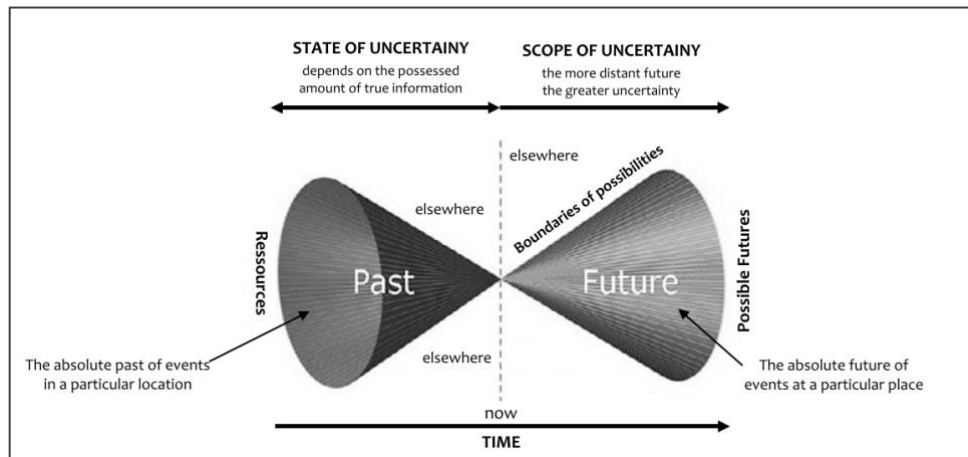 STATE OF UNCERTAINY
depends on the possessed
amount of true information
SCOPE OF UNCERTAINY
the more distant future
the greater uncertainty
elsewhere
elsewhere
Boundaries of possibilities
Ressources
Past
Future
Possible Futures
elsewhere
The absolute past of events
in a particular location
The absolute future of
events at a particular place
now
TIME